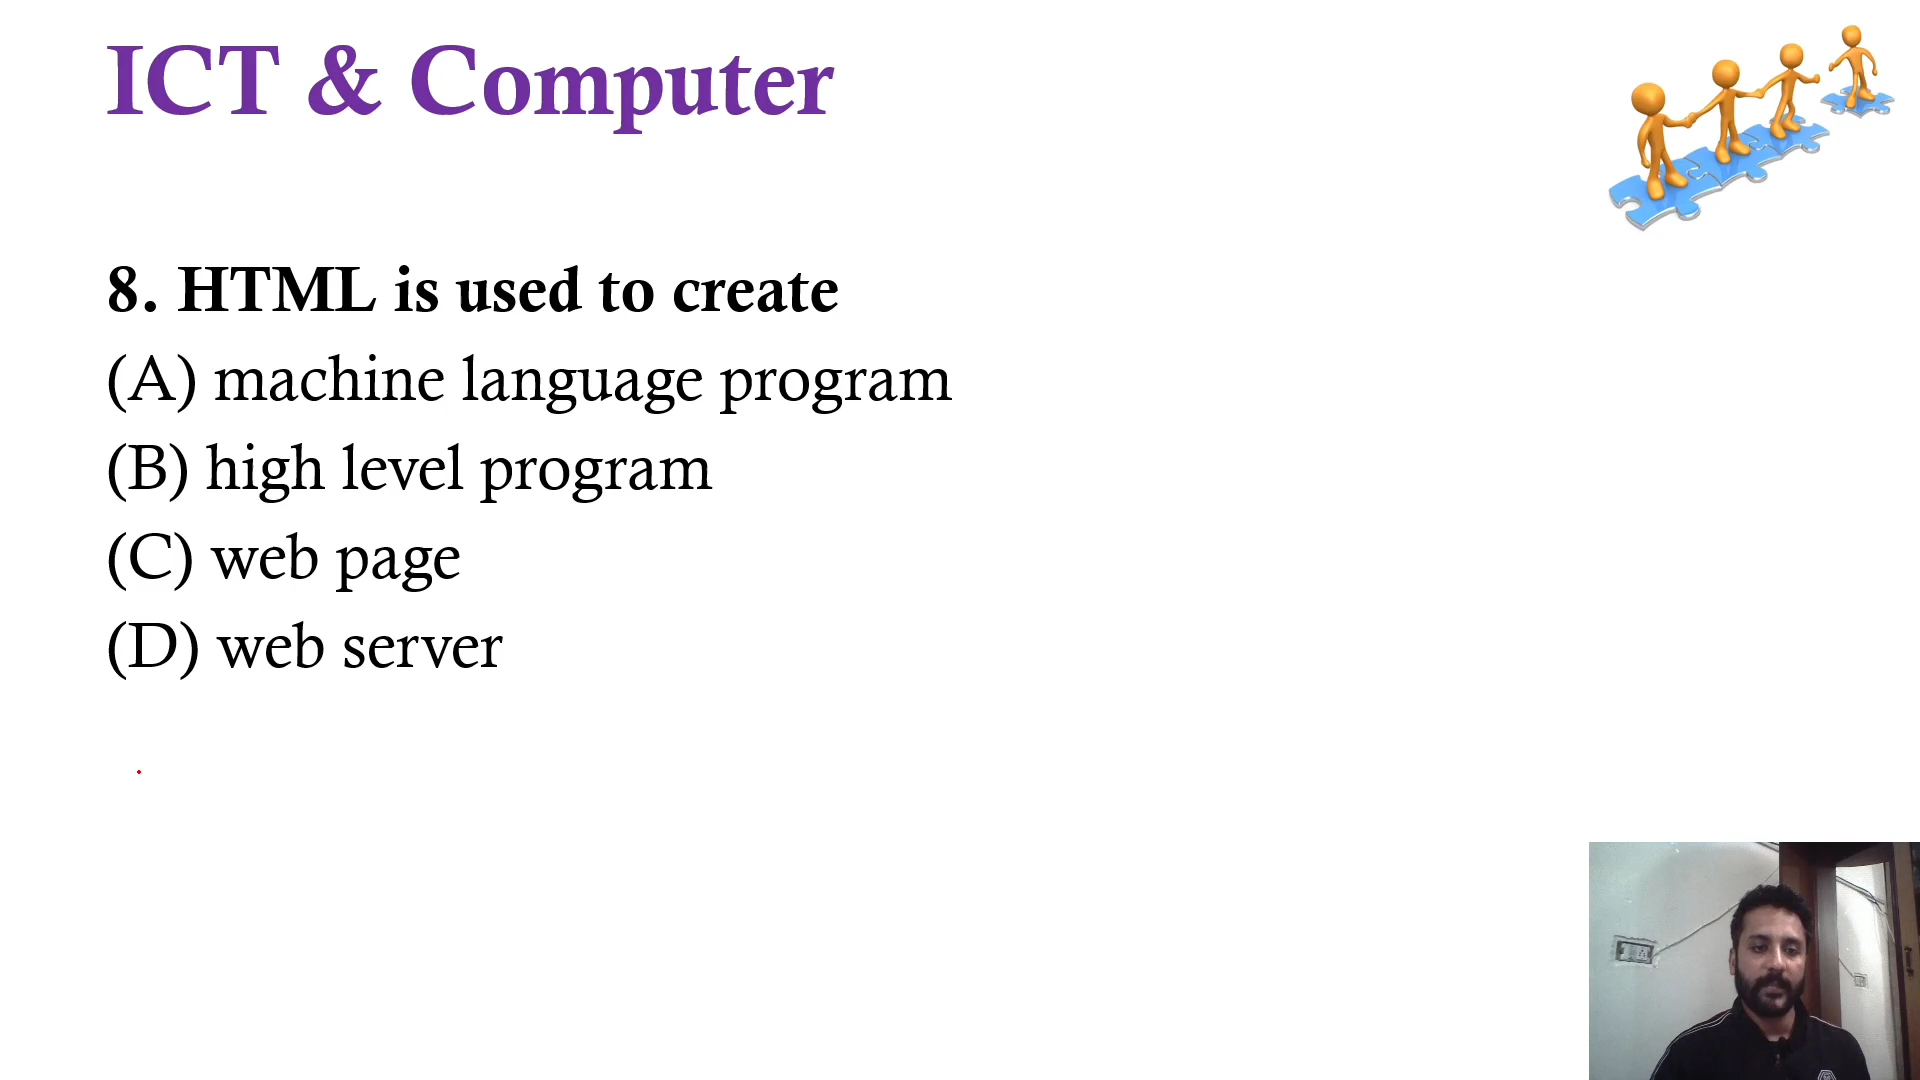 ICT & Computer
8. HTML is used to create
(A) machine language program
(B) high level program
(C) web page
(D) web server